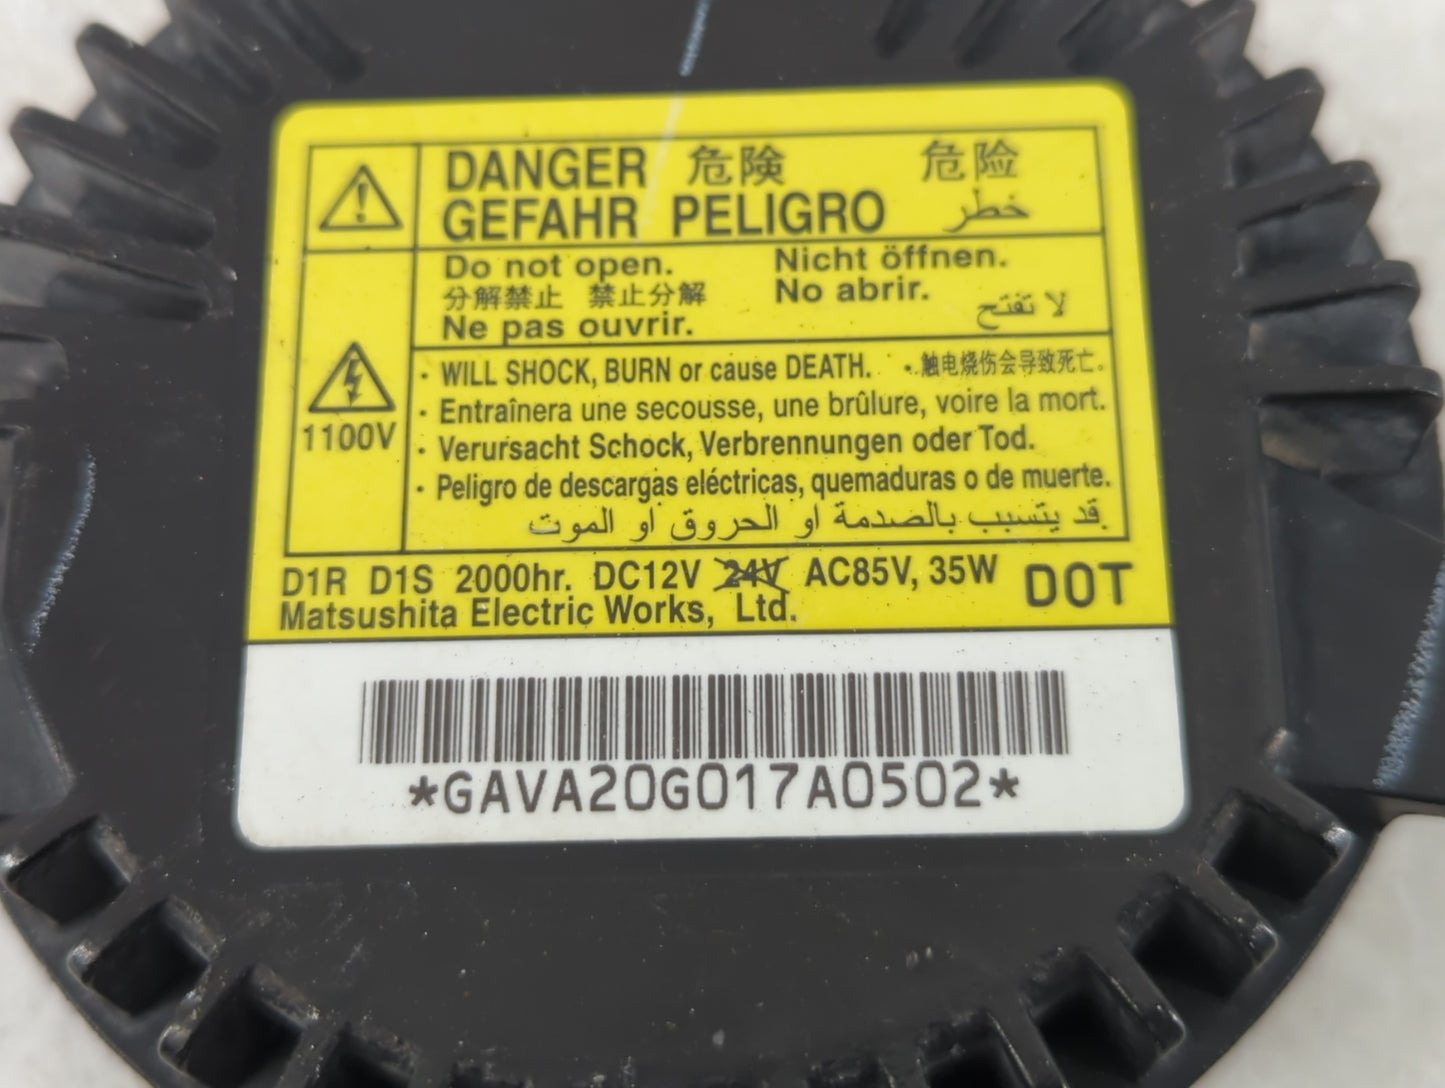 DANGER 危険 危险
GEFAHR PELIGRO خطر
Do not open. Nicht öffnen.
分解禁止 禁止分解 No abrir. لا تفتح
Ne pas ouvrir.
1100V
· WILL SHOCK, BURN or cause DEATH. · 触电烧伤会导致死亡。
· Entraînera une secousse, une brûlure, voire la mort.
· Verursacht Schock, Verbrennungen oder Tod.
· Peligro de descargas eléctricas, quemaduras o de muerte.
قد يتسبب بالصدمة او الحروق او الموت.
D1R D1S 2000hr. DC12V 24V AC85V, 35W DOT
Matsushita Electric Works, Ltd.
*GAVA20G017A0502*